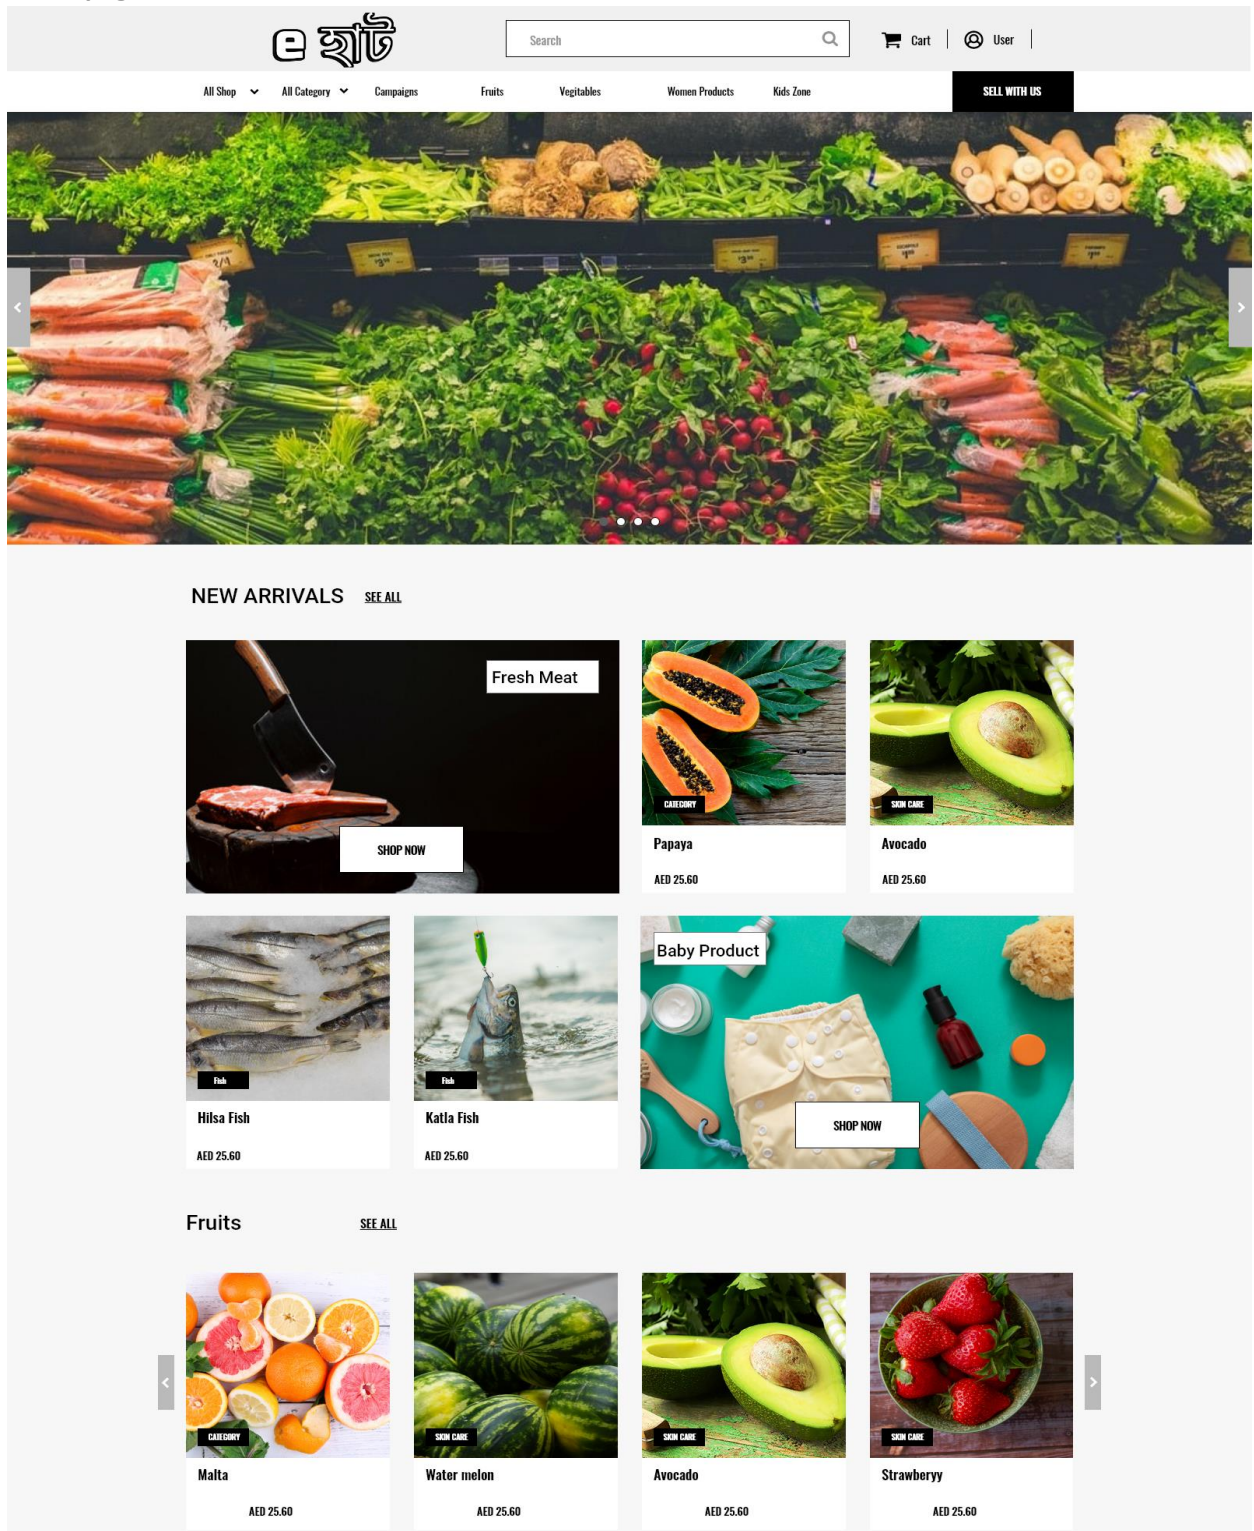 e হাট
Search
Cart
User
All Shop
All Category
Campaigns
Fruits
Vegitables
Women Products
Kids Zone
SELL WITH US
NEW ARRIVALS
SEE ALL
Fresh Meat
SHOP NOW
CATEGORY
Papaya
AED 25.60
SKIN CARE
Avocado
AED 25.60
Fish
Hilsa Fish
AED 25.60
Fish
Katla Fish
AED 25.60
Baby Product
SHOP NOW
Fruits
SEE ALL
CATEGORY
Malta
AED 25.60
SKIN CARE
Water melon
AED 25.60
SKIN CARE
Avocado
AED 25.60
SKIN CARE
Strawberyy
AED 25.60